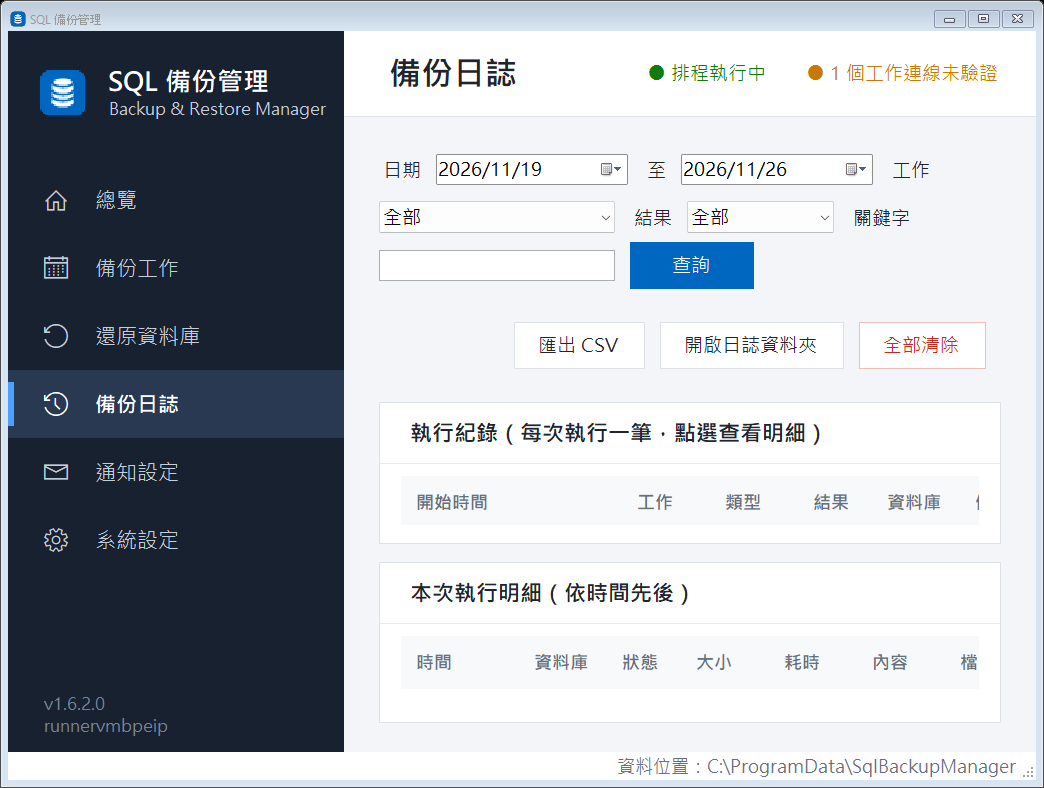 SQL 備份管理
SQL 備份管理
Backup & Restore Manager
總覽
備份工作
還原資料庫
備份日誌
通知設定
系統設定
v1.6.2.0
runnervmbpeip
備份日誌
排程執行中
1 個工作連線未驗證
日期 2026/11/19 至 2026/11/26 工作
全部 結果 全部 關鍵字
查詢
匯出 CSV 開啟日誌資料夾 全部清除
執行紀錄（每次執行一筆．點選查看明細）
開始時間 工作 類型 結果 資料庫
本次執行明細（依時間先後）
時間 資料庫 狀態 大小 耗時 內容 檔
資料位置：C:\ProgramData\SqlBackupManager